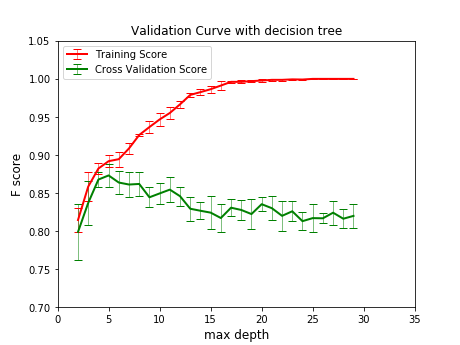 Validation Curve with decision tree
1.05
1.00
0.95
0.90
0.85
0.80
0.75
0.70
F score
Training Score
Cross Validation Score
0 5 10 15 20 25 30 35
max depth